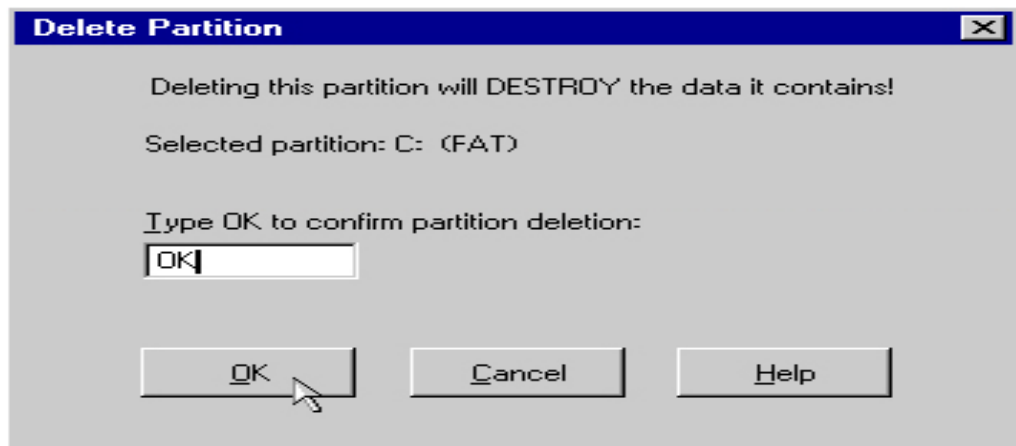 Delete Partition
Deleting this partition will DESTROY the data it contains!
Selected partition: C: (FAT)
Type OK to confirm partition deletion:
OK
OK Cancel Help